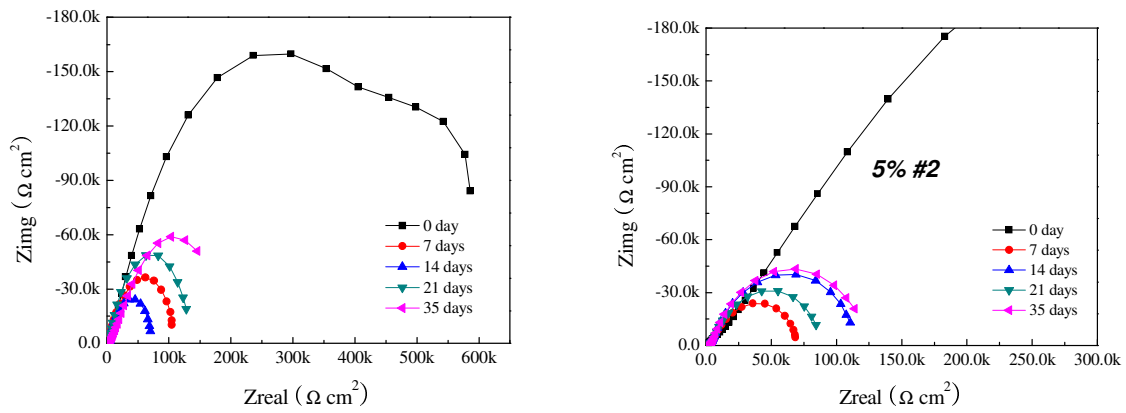 -180.0k
-150.0k
-120.0k
-90.0k
-60.0k
-30.0k
0.0
Zimg ( Ω cm²)
0 day
7 days
14 days
21 days
35 days
0 100k 200k 300k 400k 500k 600k
Zreal ( Ω cm²)
-180.0k
-150.0k
-120.0k
-90.0k
-60.0k
-30.0k
0.0
Zimg ( Ω cm²)
5% #2
0 day
7 days
14 days
21 days
35 days
0.0 50.0k 100.0k 150.0k 200.0k 250.0k 300.0k
Zreal ( Ω cm²)